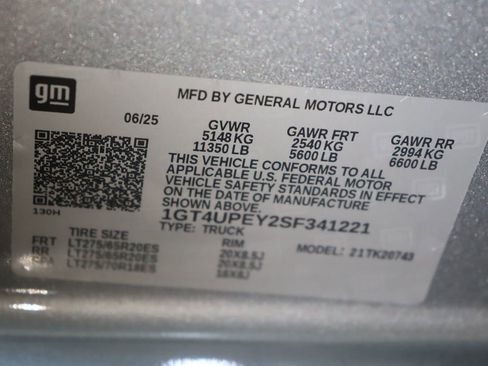 gm
MFD BY GENERAL MOTORS LLC
06/25
GVWR GAWR FRT GAWR RR
5148 KG 2540 KG 2994 KG
11350 LB 5600 LB 6600 LB
THIS VEHICLE CONFORMS TO ALL
APPLICABLE U.S. FEDERAL MOTOR
VEHICLE SAFETY STANDARDS IN EFFECT
ON THE DATE OF MANUFACTURE
SHOWN ABOVE.
130H
1GT4UPEY2SF341221
TYPE: TRUCK
TIRE SIZE RIM MODEL: 21TK20743
FRT LT275/65R20ES 20X8.5J
RR LT275/65R20ES 20X8.5J
SPA LT275/70R18ES 18X8J